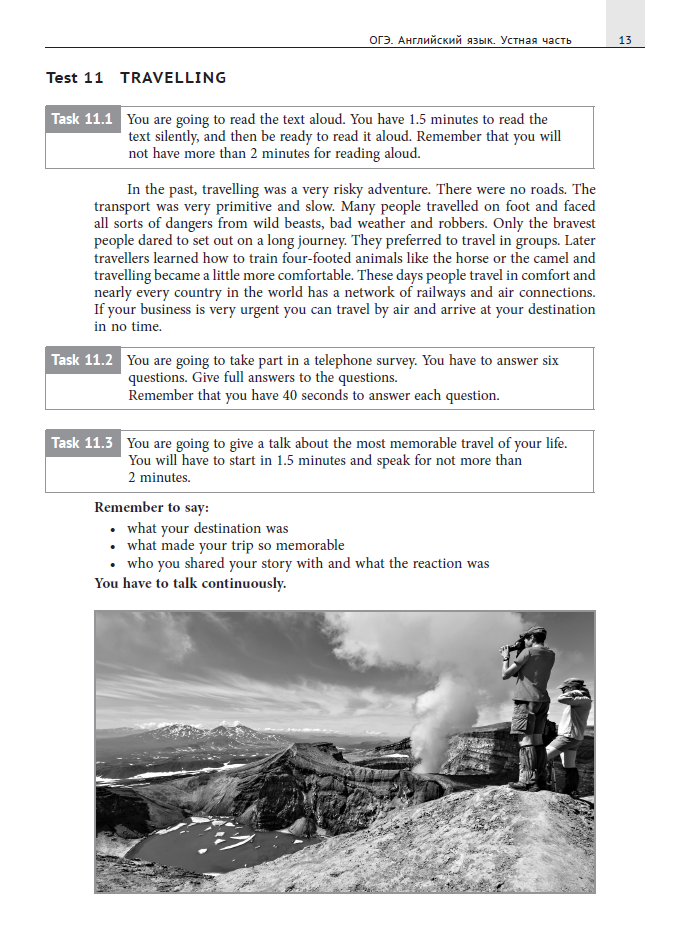 ОГЭ. Английский язык. Устная часть 13
Test 11 TRAVELLING
Task 11.1 You are going to read the text aloud. You have 1.5 minutes to read the
text silently, and then be ready to read it aloud. Remember that you will
not have more than 2 minutes for reading aloud.
In the past, travelling was a very risky adventure. There were no roads. The
transport was very primitive and slow. Many people travelled on foot and faced
all sorts of dangers from wild beasts, bad weather and robbers. Only the bravest
people dared to set out on a long journey. They preferred to travel in groups. Later
travellers learned how to train four-footed animals like the horse or the camel and
travelling became a little more comfortable. These days people travel in comfort and
nearly every country in the world has a network of railways and air connections.
If your business is very urgent you can travel by air and arrive at your destination
in no time.
Task 11.2 You are going to take part in a telephone survey. You have to answer six
questions. Give full answers to the questions.
Remember that you have 40 seconds to answer each question.
Task 11.3 You are going to give a talk about the most memorable travel of your life.
You will have to start in 1.5 minutes and speak for not more than
2 minutes.
Remember to say:
• what your destination was
• what made your trip so memorable
• who you shared your story with and what the reaction was
You have to talk continuously.